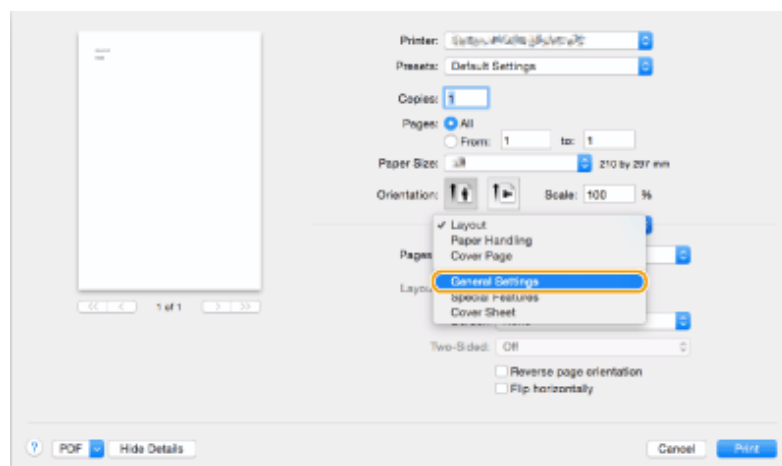 Printer:
Presets: Default Settings
Copies: 1
Pages: All
From: 1 to: 1
Paper Size: 210 by 297 mm
Orientation: Scale: 100 %
✓ Layout
Paper Handling
Pages Cover Page
General Settings
Layou
Special Features
Cover Sheet
Two-Sided: Off
Reverse page orientation
Flip horizontally
<< < 1 of 1 > >>
? PDF Hide Details Cancel Print